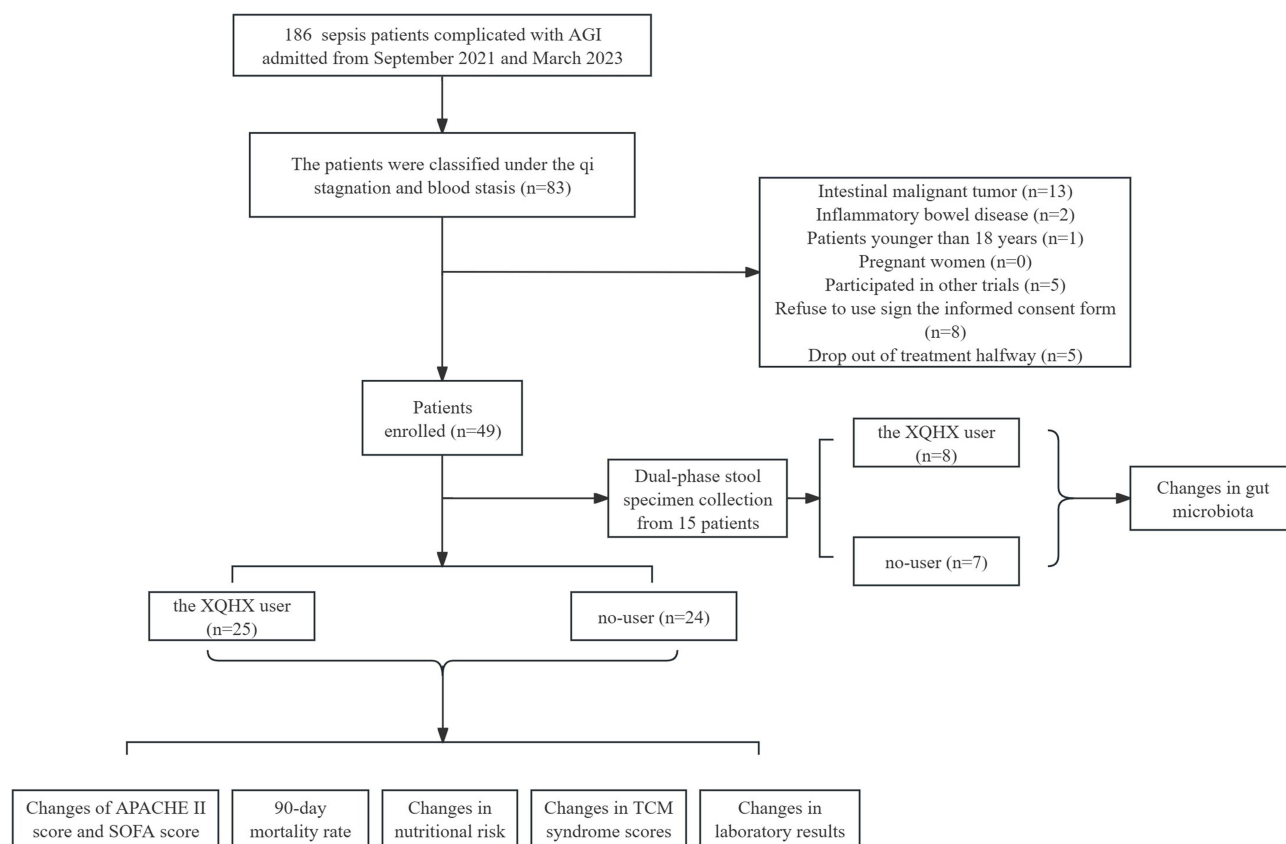 186 sepsis patients complicated with AGI
admitted from September 2021 and March 2023
The patients were classified under the qi
stagnation and blood stasis (n=83)
Intestinal malignant tumor (n=13)
Inflammatory bowel disease (n=2)
Patients younger than 18 years (n=1)
Pregnant women (n=0)
Participated in other trials (n=5)
Refuse to use sign the informed consent form
(n=8)
Drop out of treatment halfway (n=5)
Patients
enrolled (n=49)
Dual-phase stool
specimen collection
from 15 patients
the XQHX user
(n=8)
no-user (n=7)
Changes in gut
microbiota
the XQHX user
(n=25)
no-user (n=24)
Changes of APACHE II
score and SOFA score
90-day
mortality rate
Changes in
nutritional risk
Changes in TCM
syndrome scores
Changes in
laboratory results